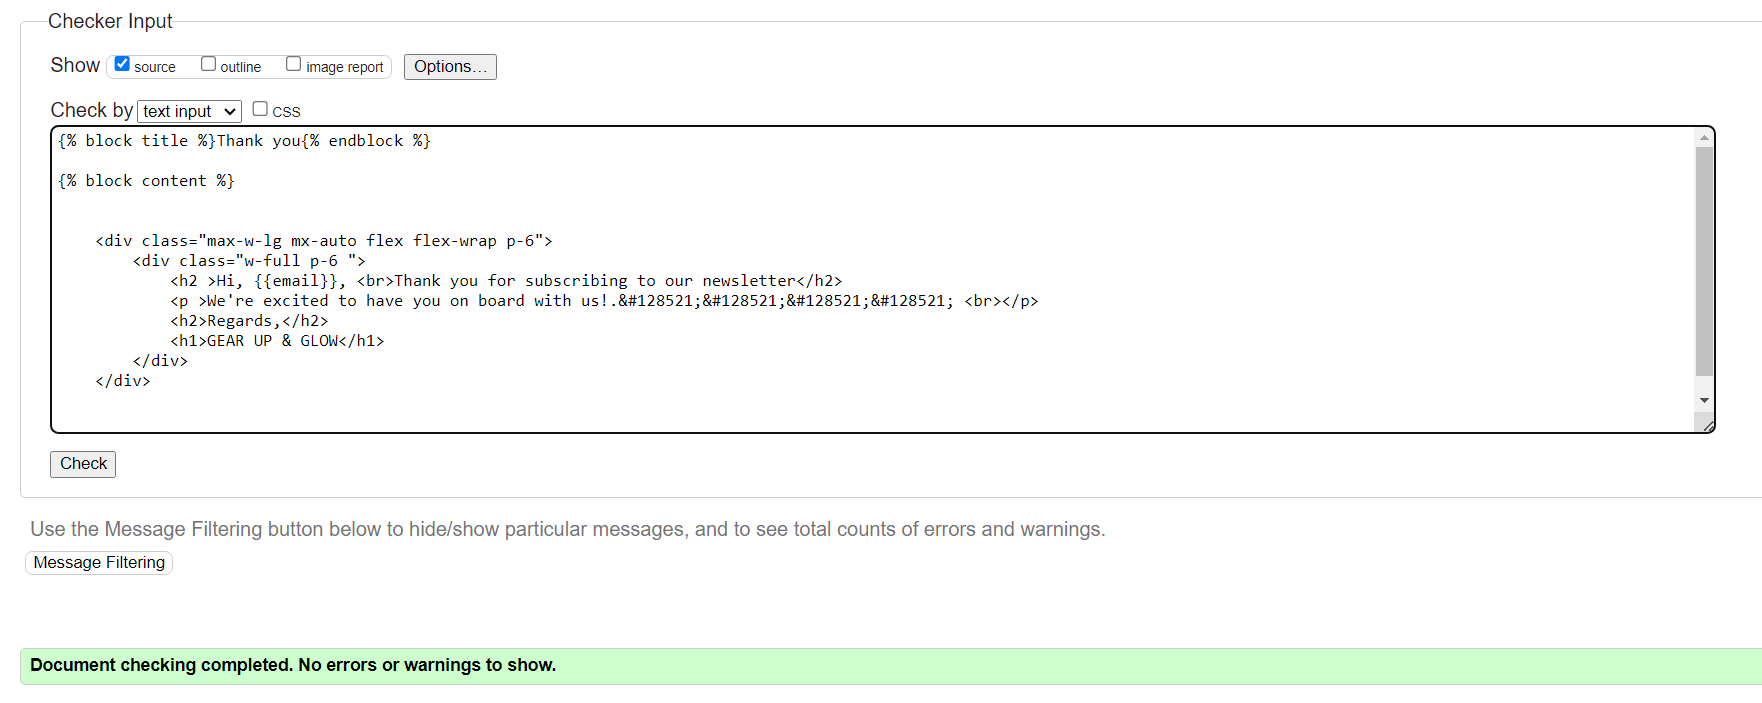 Checker Input
Show source outline image report Options...
Check by text input CSS
{% block title %}Thank you{% endblock %}
{% block content %}
<div class="max-w-lg mx-auto flex flex-wrap p-6">
<div class="w-full p-6 ">
<h2 >Hi, {{email}}, <br>Thank you for subscribing to our newsletter</h2>
<p >We're excited to have you on board with us!.&#128521;&#128521;&#128521;&#128521; <br></p>
<h2>Regards,</h2>
<h1>GEAR UP & GLOW</h1>
</div>
</div>
Check
Use the Message Filtering button below to hide/show particular messages, and to see total counts of errors and warnings.
Message Filtering
Document checking completed. No errors or warnings to show.